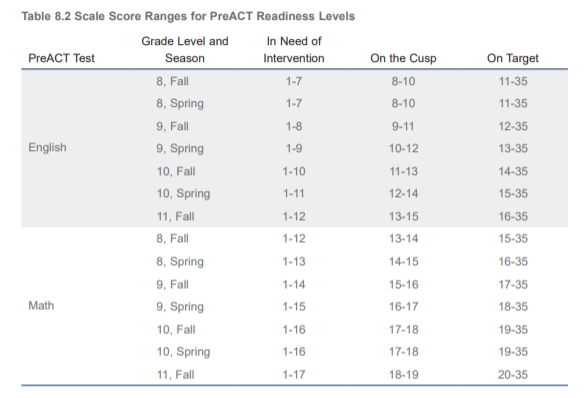 Table 8.2 Scale Score Ranges for PreACT Readiness Levels
PreACT Test Grade Level and Season In Need of Intervention On the Cusp On Target
8, Fall 1-7 8-10 11-35
8, Spring 1-7 8-10 11-35
9, Fall 1-8 9-11 12-35
English 9, Spring 1-9 10-12 13-35
10, Fall 1-10 11-13 14-35
10, Spring 1-11 12-14 15-35
11, Fall 1-12 13-15 16-35
8, Fall 1-12 13-14 15-35
8, Spring 1-13 14-15 16-35
9, Fall 1-14 15-16 17-35
Math 9, Spring 1-15 16-17 18-35
10, Fall 1-16 17-18 19-35
10, Spring 1-16 17-18 19-35
11, Fall 1-17 18-19 20-35